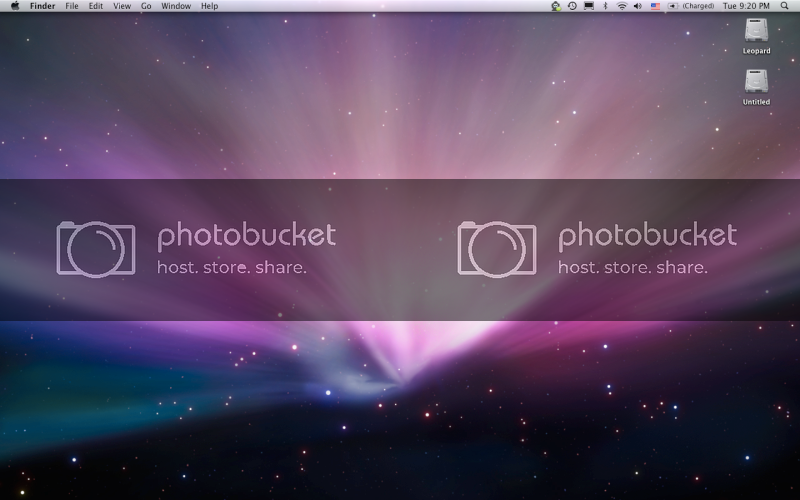 Finder File Edit View Go Window Help (Charged) Tue 9:20 PM
Leopard
Untitled
photobucket photobucket
host. store. share. host. store. share.